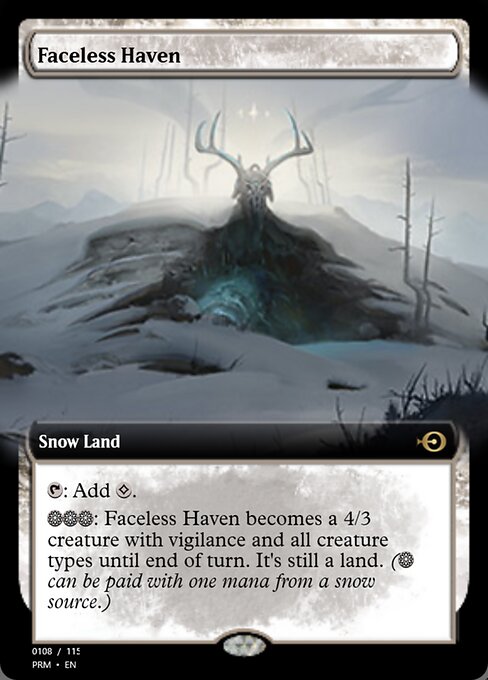 Faceless Haven
Snow Land
: Add .
: Faceless Haven becomes a 4/3
creature with vigilance and all creature
types until end of turn. It's still a land. (
can be paid with one mana from a snow
source.)
0108 / 115
PRM • EN